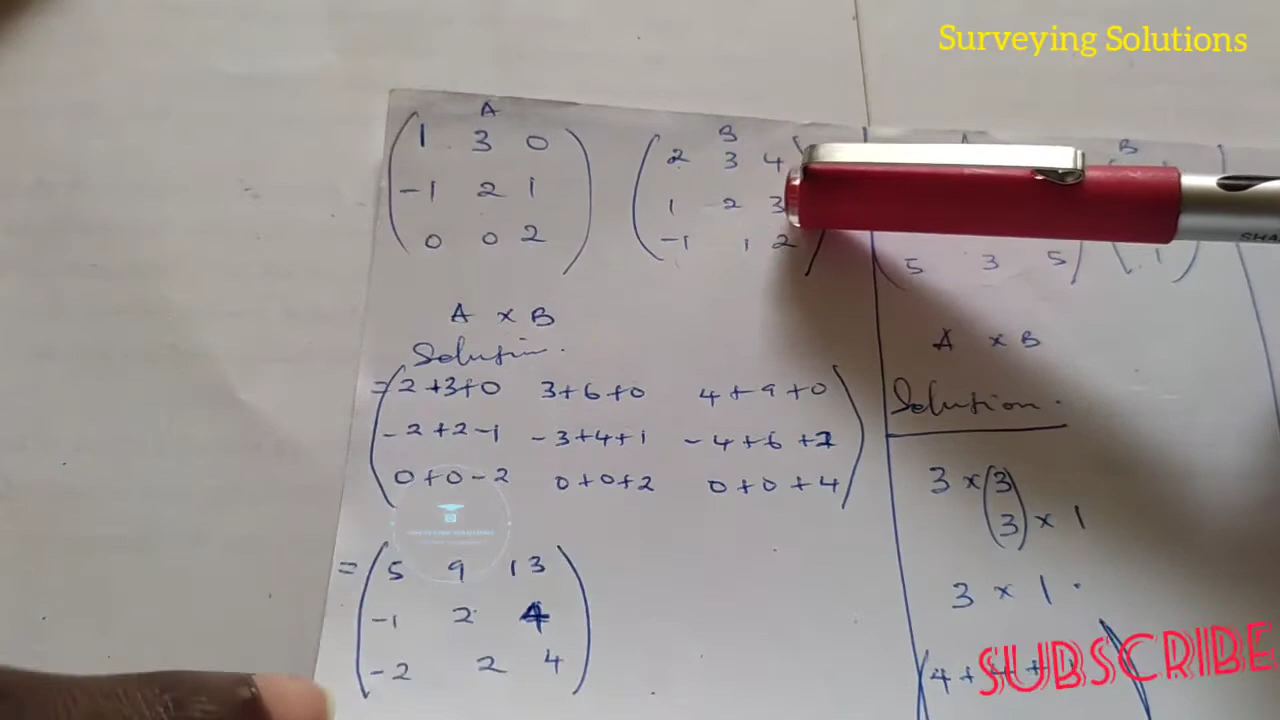 Surveying Solutions
A
1 3 0
-1 2 1
0 0 2
B
2 3 4
1 2 3
-1 1 2
A × B
Solution.
= 2+3+0 3+6+0 4+9+0
-2+2-1 -3+4+1 -4+6+2
0+0-2 0+0+2 0+0+4
= 5 9 13
-1 2 4
-2 2 4
B
5 3 5
1
A × B
Solution.
3 × 3
3 × 1
3 × 1.
4 +
SUBSCRIBE